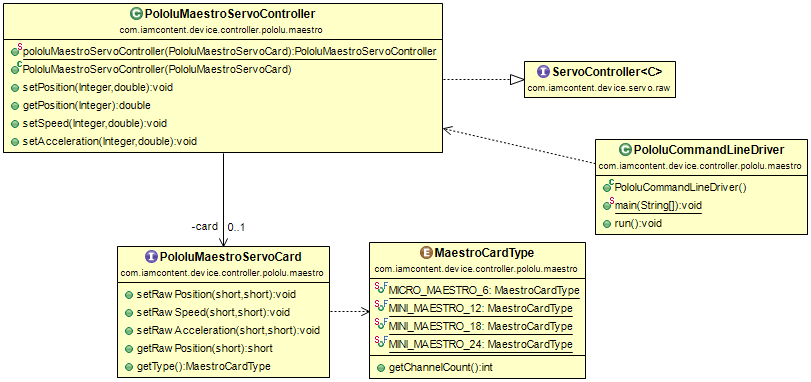 PololuMaestroServoController
com.iamcontent.device.controller.pololu.maestro
pololuMaestroServoController(PololuMaestroServoCard):PololuMaestroServoController
PololuMaestroServoController(PololuMaestroServoCard)
setPosition(Integer,double):void
getPosition(Integer):double
setSpeed(Integer,double):void
setAcceleration(Integer,double):void
ServoController<C>
com.iamcontent.device.servo.raw
PololuCommandLineDriver
com.iamcontent.device.controller.pololu.maestro
PololuCommandLineDriver()
main(String[]):void
run():void
-card 0..1
PololuMaestroServoCard
com.iamcontent.device.controller.pololu.maestro
setRawPosition(short,short):void
setRawSpeed(short,short):void
setRawAcceleration(short,short):void
getRawPosition(short):short
getType():MaestroCardType
MaestroCardType
com.iamcontent.device.controller.pololu.maestro
MICRO_MAESTRO_6: MaestroCardType
MINI_MAESTRO_12: MaestroCardType
MINI_MAESTRO_18: MaestroCardType
MINI_MAESTRO_24: MaestroCardType
getChannelCount():int